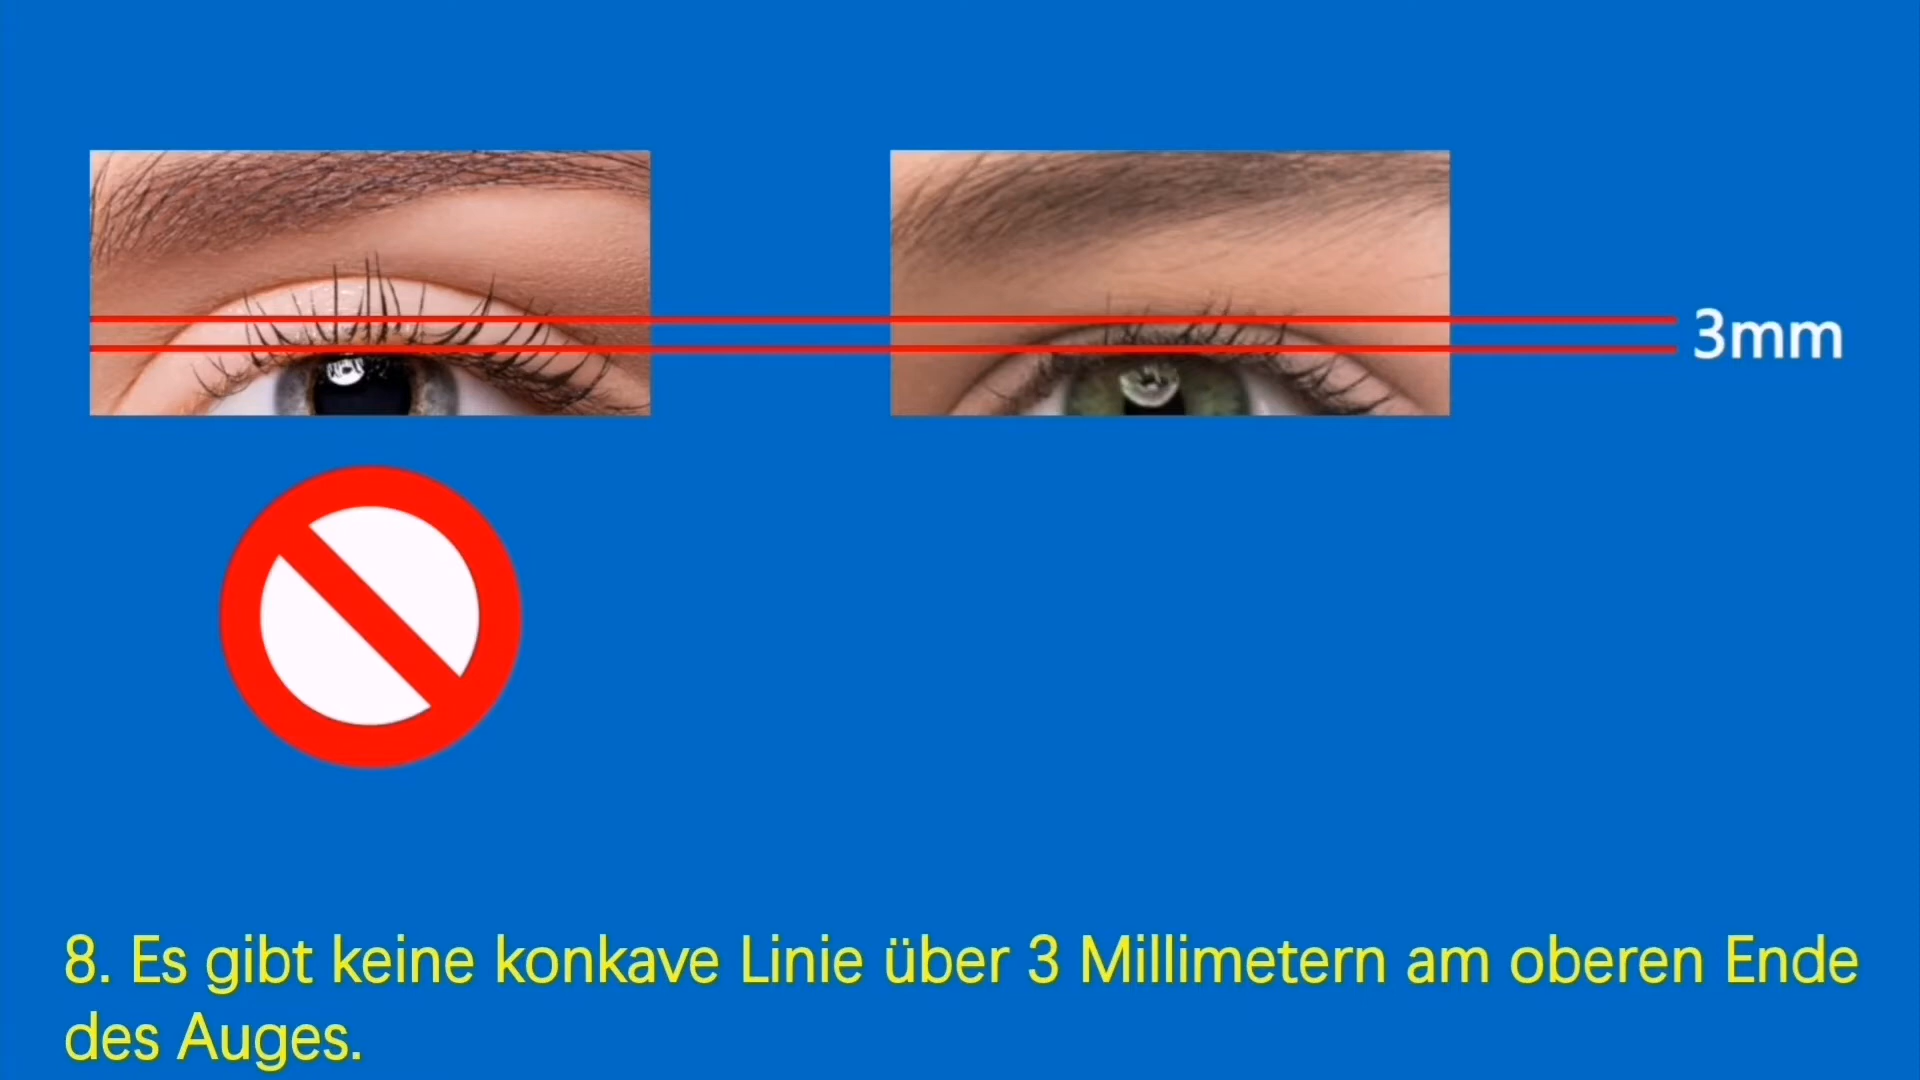 3mm
8. Es gibt keine konkave Linie über 3 Millimetern am oberen Ende
des Auges.